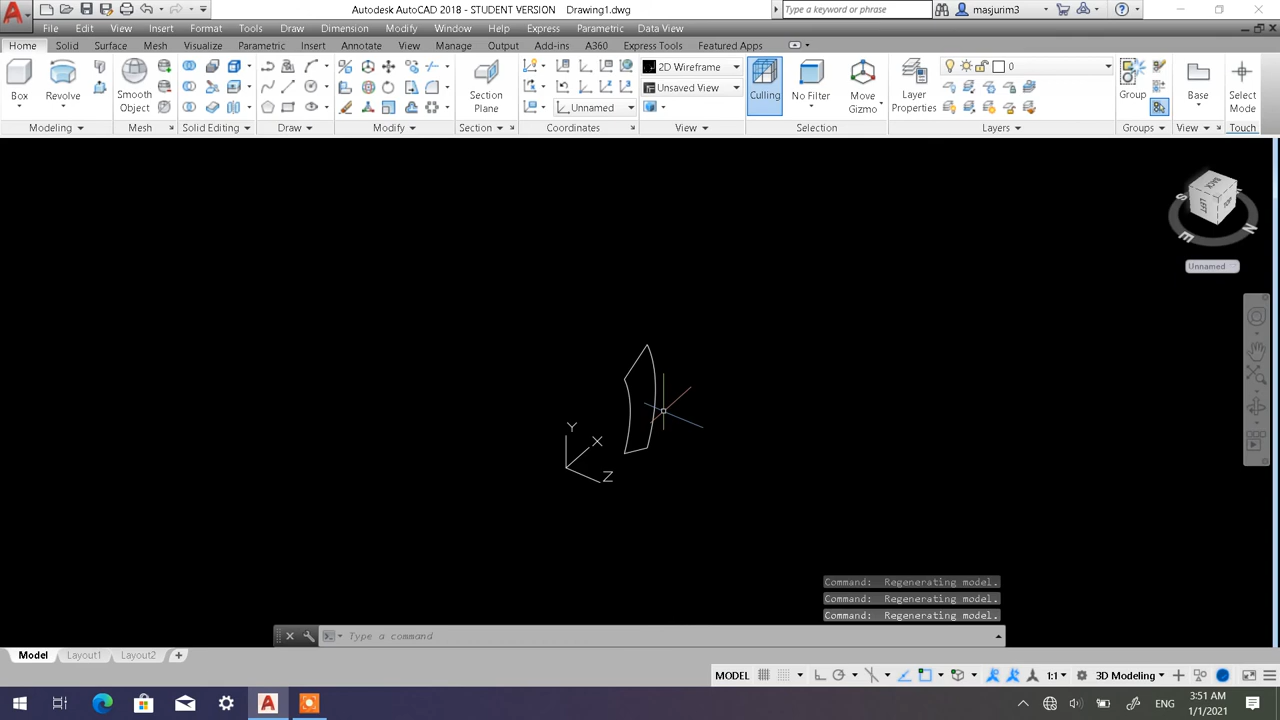 Autodesk AutoCAD 2018 - STUDENT VERSION Drawing1.dwg
Type a keyword or phrase
masjurim3
File Edit View Insert Format Tools Draw Dimension Modify Window Help Express Parametric Data View
Home Solid Surface Mesh Visualize Parametric Insert Annotate View Manage Output Add-ins A360 Express Tools Featured Apps
Box
Revolve
Smooth
Object
Section
Plane
Unnamed
2D Wireframe
Unsaved View
Culling
No Filter
Move
Gizmo
Layer
Properties
0
Group
Base
Select
Mode
Modeling Mesh Solid Editing Draw Modify Section Coordinates View Selection Layers Groups View Touch
BACK
LEFT
S
E
N
Unnamed
Y
X
Z
Command: Regenerating model.
Command: Regenerating model.
Command: Regenerating model.
Type a command
Model Layout1 Layout2
MODEL
1:1
3D Modeling
ENG
3:51 AM
1/1/2021